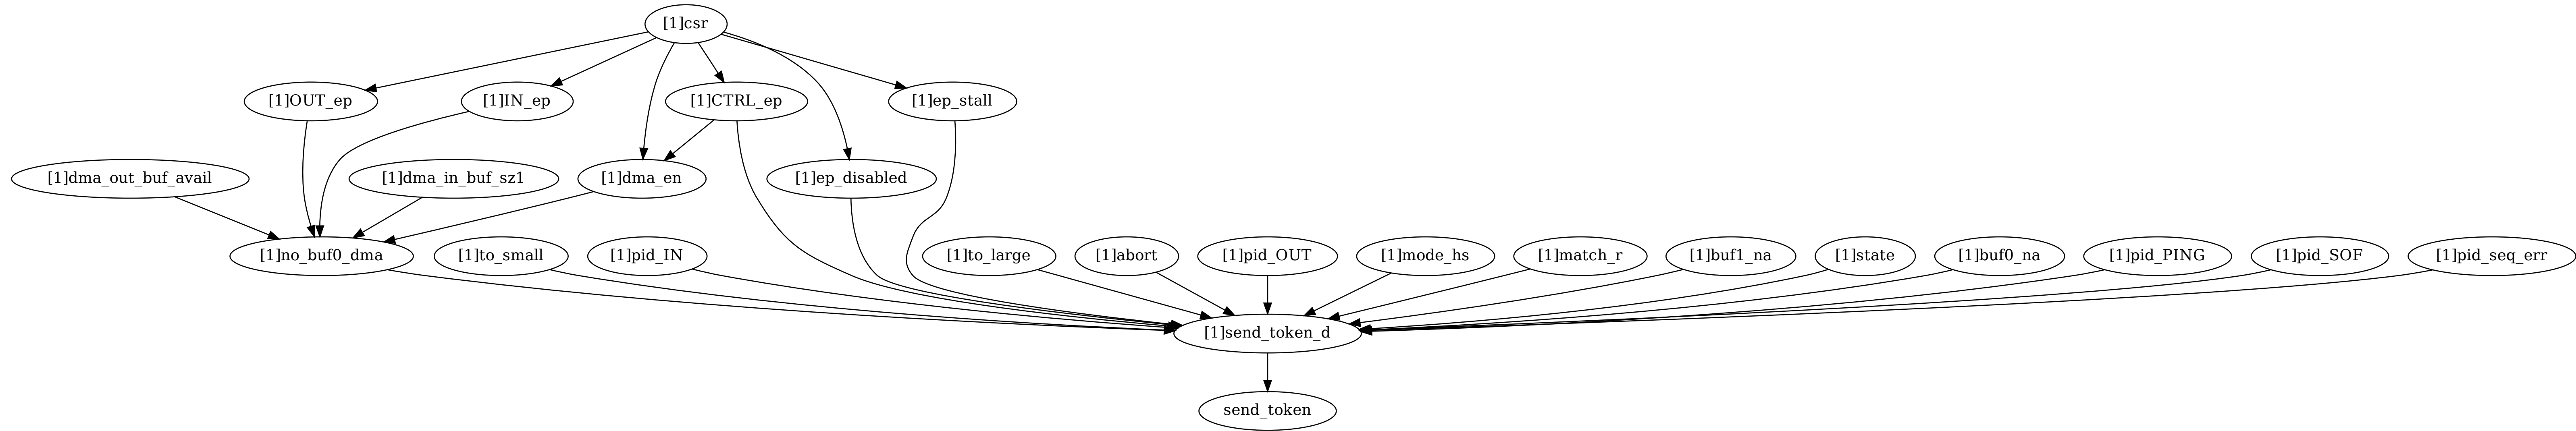 [1]csr
[1]OUT_ep
[1]IN_ep
[1]CTRL_ep
[1]ep_stall
[1]dma_out_buf_avail
[1]dma_in_buf_sz1
[1]dma_en
[1]ep_disabled
[1]no_buf0_dma
[1]to_small
[1]pid_IN
[1]to_large
[1]abort
[1]pid_OUT
[1]mode_hs
[1]match_r
[1]buf1_na
[1]state
[1]buf0_na
[1]pid_PING
[1]pid_SOF
[1]pid_seq_err
[1]send_token_d
send_token